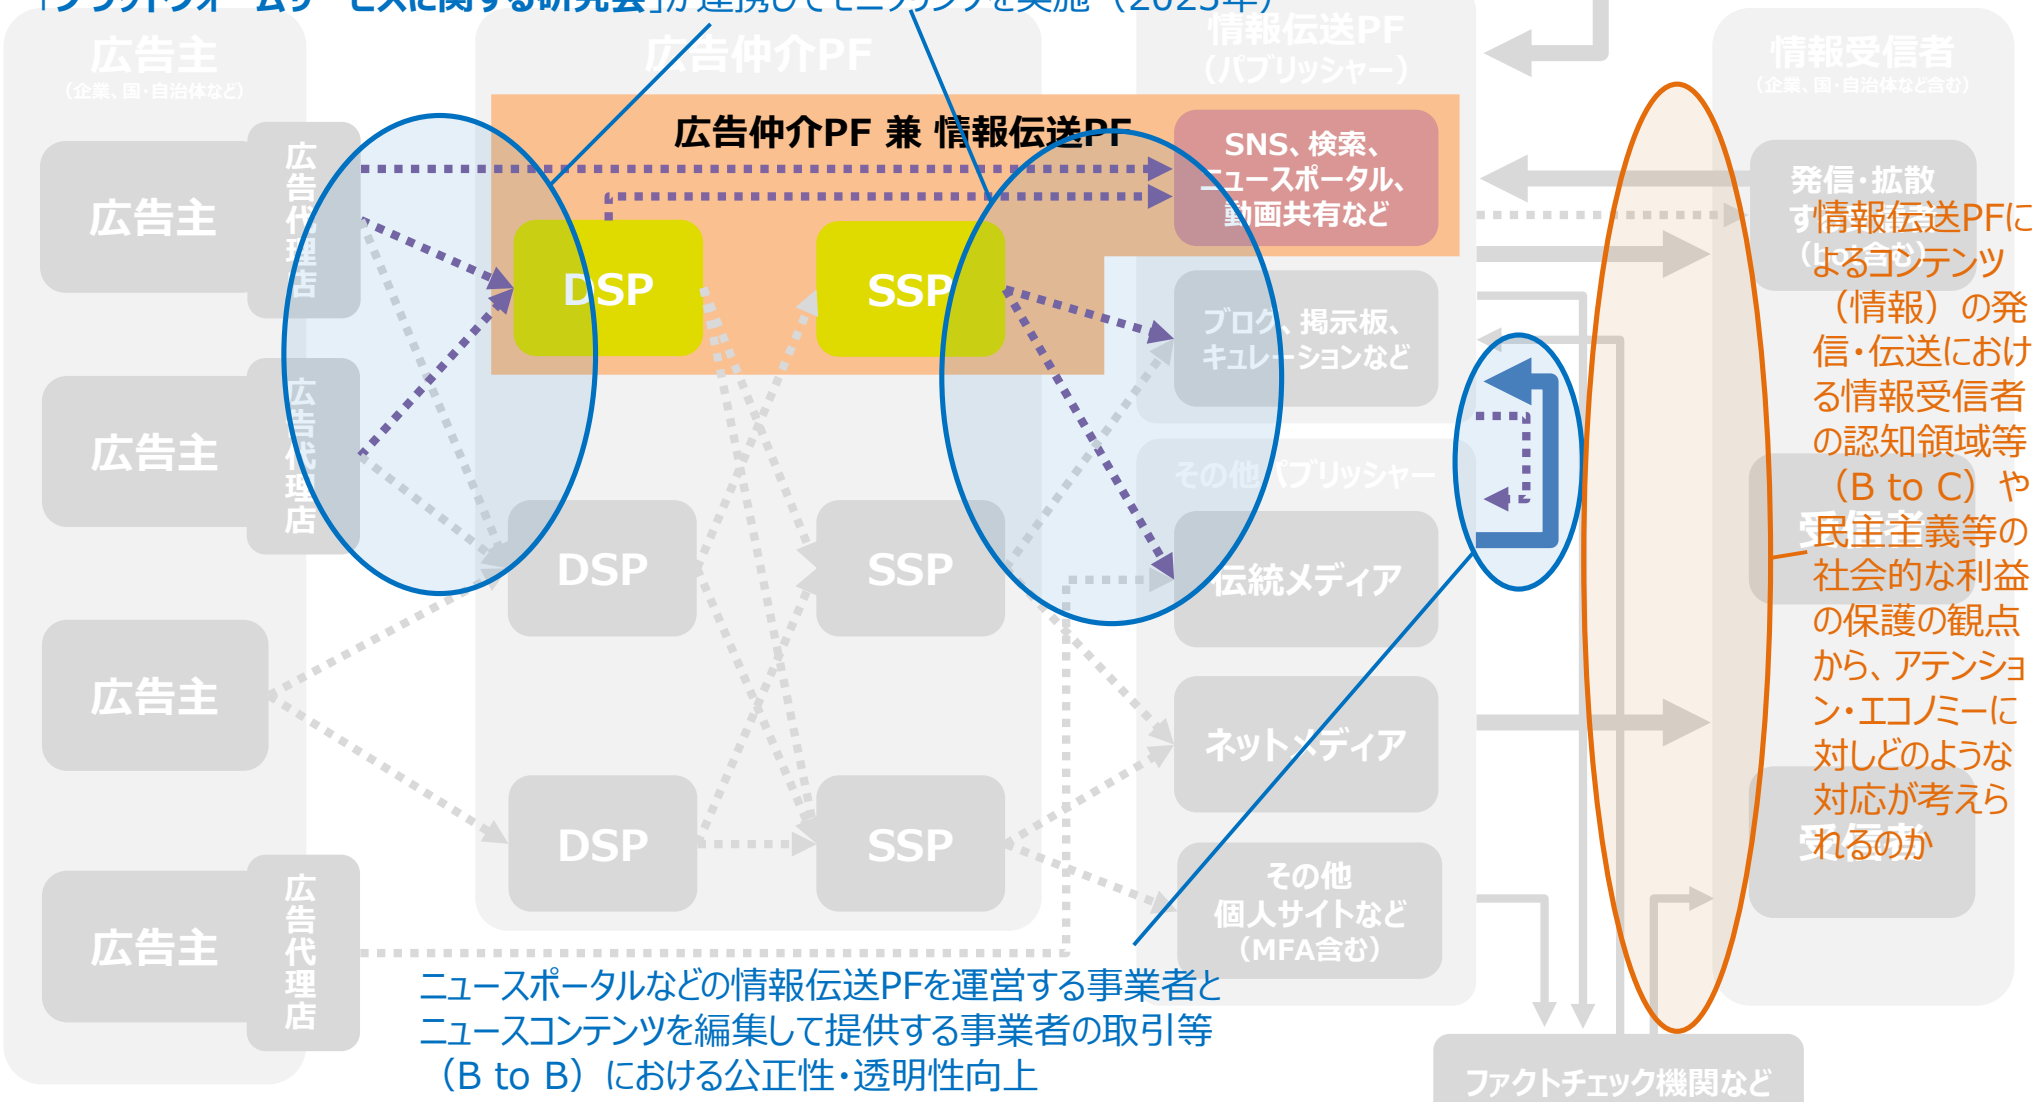 「プラットフォームサービスに関する研究会」が連携してモニタリングを実施（2023年）
広告主
（企業、国・自治体など）
広告仲介PF
情報伝送PF
（パブリッシャー）
情報受信者
（企業、国・自治体など含む）
広告仲介PF 兼 情報伝送PF
広告主
広告代理店
SNS、検索、
ニュースポータル、
動画共有など
発信・拡散
(bot含む)
DSP
SSP
ブログ、掲示板、
キュレーションなど
広告主
広告代理店
その他パブリッシャー
DSP
SSP
伝統メディア
受信者
広告主
ネットメディア
DSP
SSP
受信者
広告主
広告代理店
その他
個人サイトなど
（MFA含む）
情報伝送PFに
よるコンテンツ
（情報）の発
信・伝送におけ
る情報受信者
の認知領域等
（B to C）や
民主主義等の
社会的な利益
の保護の観点
から、アテンショ
ン・エコノミーに
対しどのような
対応が考えら
れるのか
ニュースポータルなどの情報伝送PFを運営する事業者と
ニュースコンテンツを編集して提供する事業者の取引等
（B to B）における公正性・透明性向上
ファクトチェック機関など